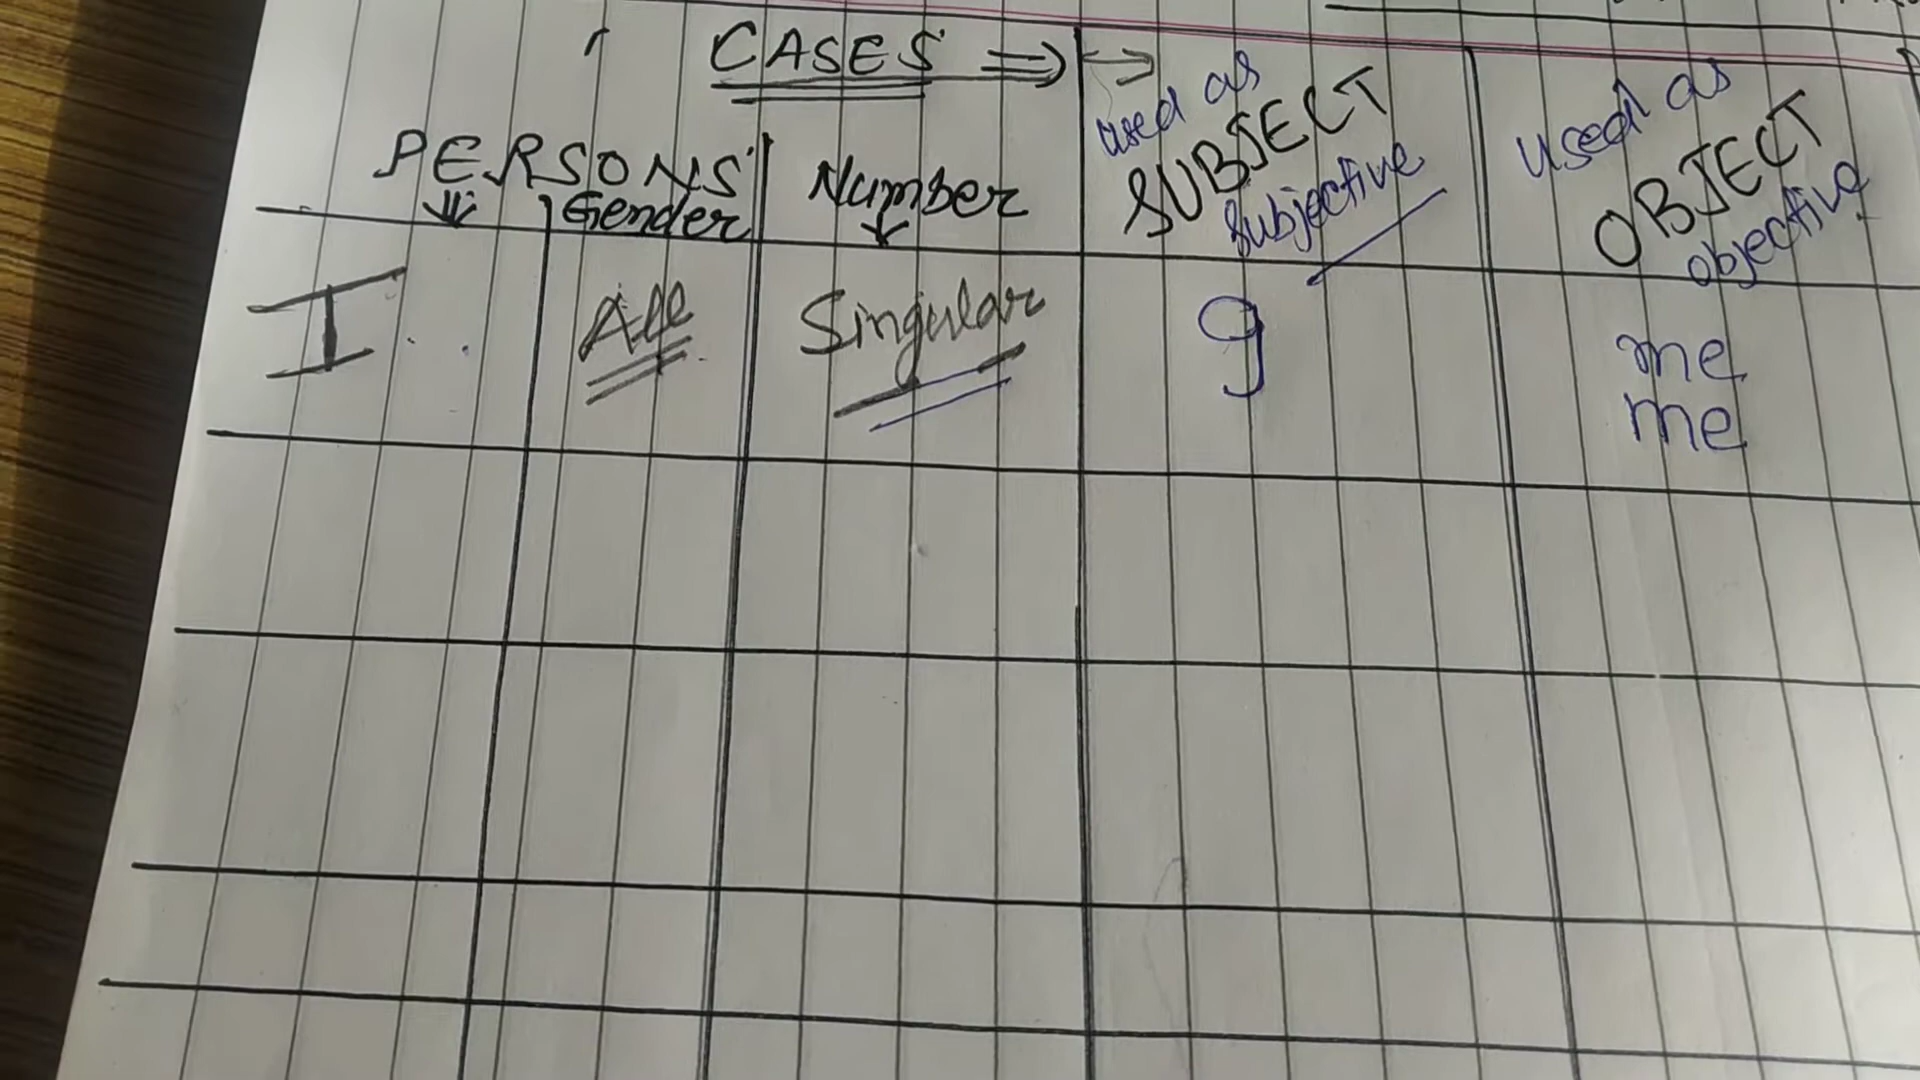 CASES ⇒ →
PERSONS Gender Number used as SUBJECT subjective used as OBJECT objective
I All Singular I me
me